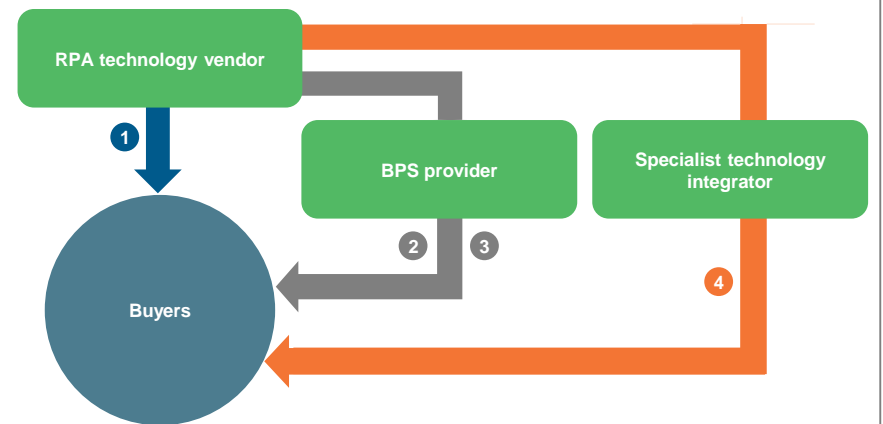 RPA technology vendor
1
BPS provider
Specialist technology
integrator
2
3
4
Buyers